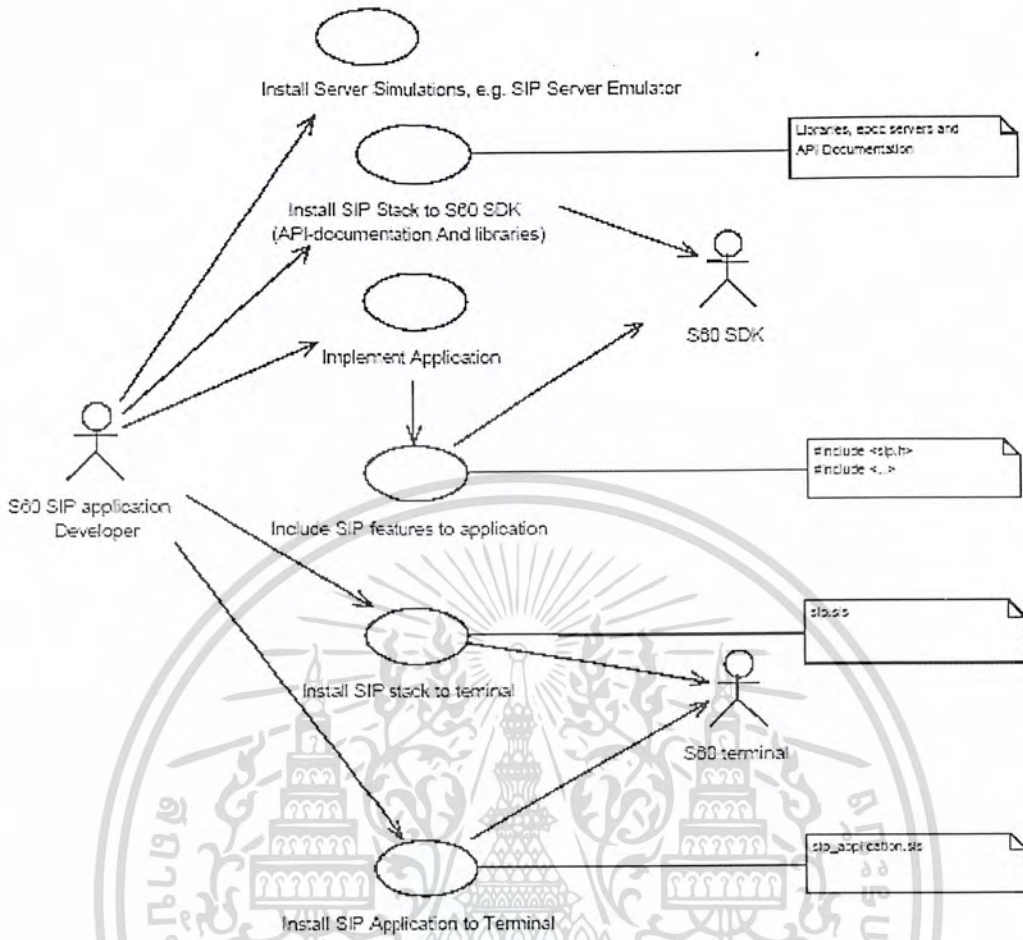 Install Server Simulations, e.g. SIP Server Emulator
Libraries, epoc servers and
API Documentation
Install SIP Stack to S60 SDK
(API-documentation And libraries)
S60 SDK
Implement Application
#include <sip.h>
#include <...>
S60 SIP application
Developer
Include SIP features to application
sip.sis
Install SIP stack to terminal
S60 terminal
sip_application.sis
Install SIP Application to Terminal